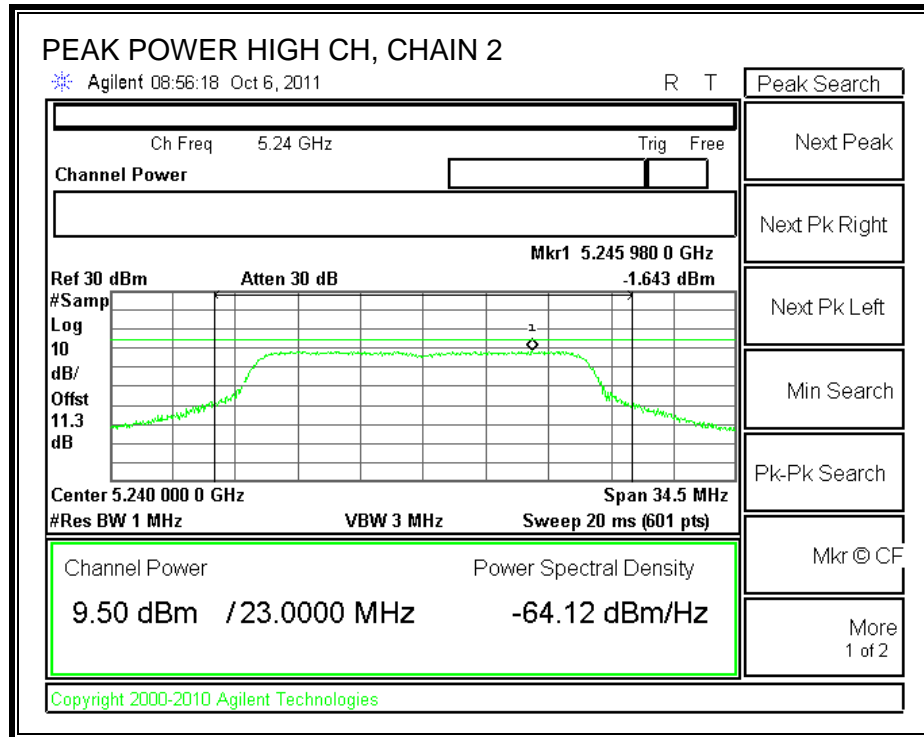 PEAK POWER HIGH CH, CHAIN 2
Agilent 08:56:18 Oct 6, 2011 R T
Peak Search
Ch Freq 5.24 GHz Trig Free
Channel Power
Next Peak
Next Pk Right
Mkr1 5.245 980 0 GHz
Ref 30 dBm Atten 30 dB -1.643 dBm
#Samp
Log
10
dB/
Offst
11.3
dB
1
Next Pk Left
Min Search
Pk-Pk Search
Center 5.240 000 0 GHz Span 34.5 MHz
#Res BW 1 MHz VBW 3 MHz Sweep 20 ms (601 pts)
Mkr © CF
Channel Power Power Spectral Density
9.50 dBm /23.0000 MHz -64.12 dBm/Hz
More
1 of 2
Copyright 2000-2010 Agilent Technologies